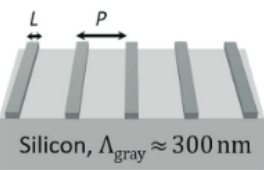 L P
Silicon, Λgray ≈ 300 nm